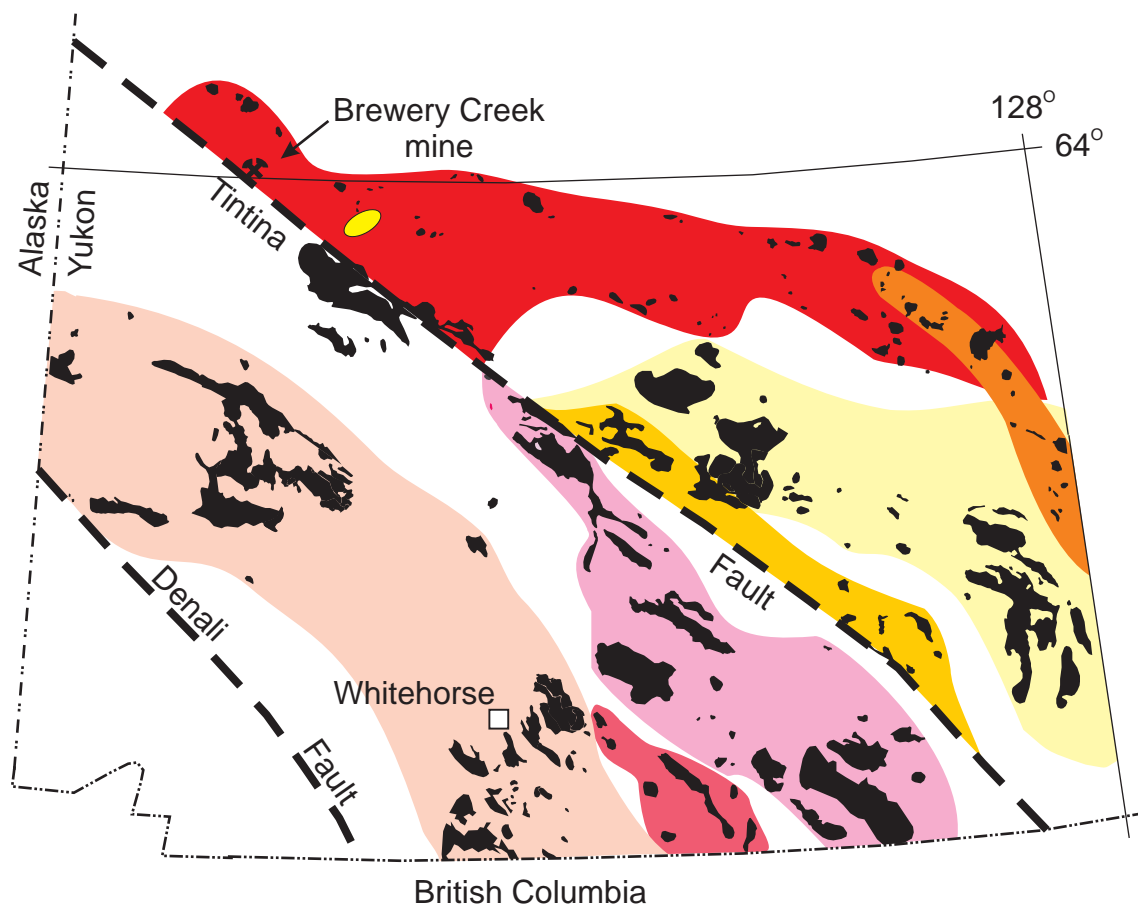 128°
64°
Brewery Creek
mine
Tintina
Alaska
Yukon
Fault
Denali
Whitehorse
Fault
British Columbia